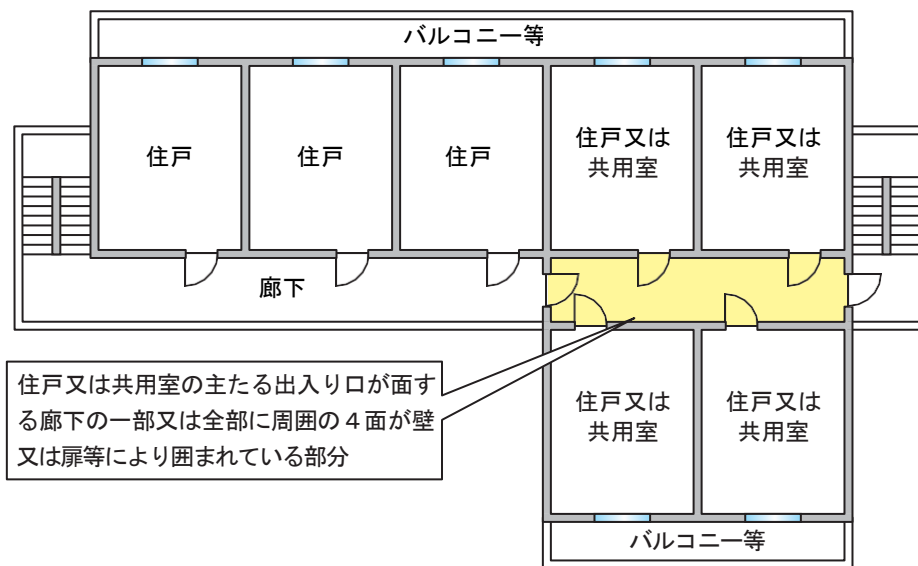 バルコニー等
住戸
住戸
住戸
住戸又は
共用室
住戸又は
共用室
廊下
住戸又は共用室の主たる出入り口が面す
る廊下の一部又は全部に周囲の４面が壁
又は扉等により囲まれている部分
住戸又は
共用室
住戸又は
共用室
バルコニー等